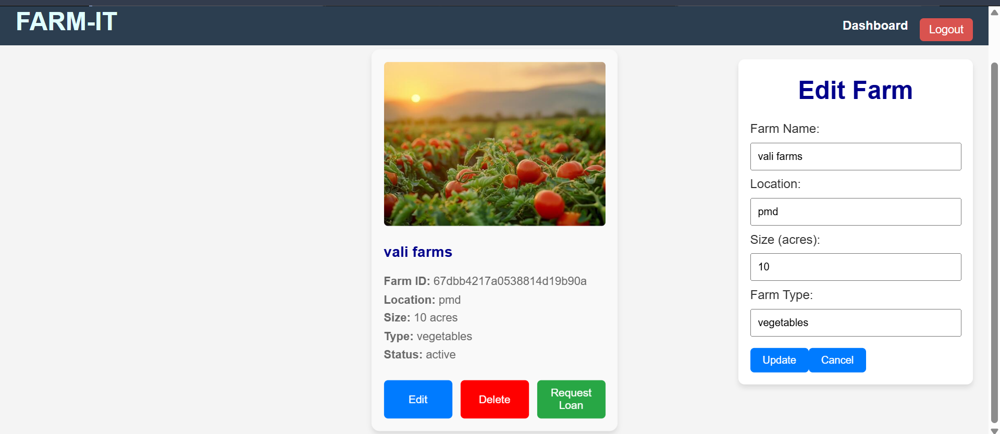 FARM-IT
Dashboard
Logout
vali farms
Farm ID: 67dbb4217a0538814d19b90a
Location: pmd
Size: 10 acres
Type: vegetables
Status: active
Edit
Delete
Request
Loan
Edit Farm
Farm Name:
vali farms
Location:
pmd
Size (acres):
10
Farm Type:
vegetables
Update
Cancel